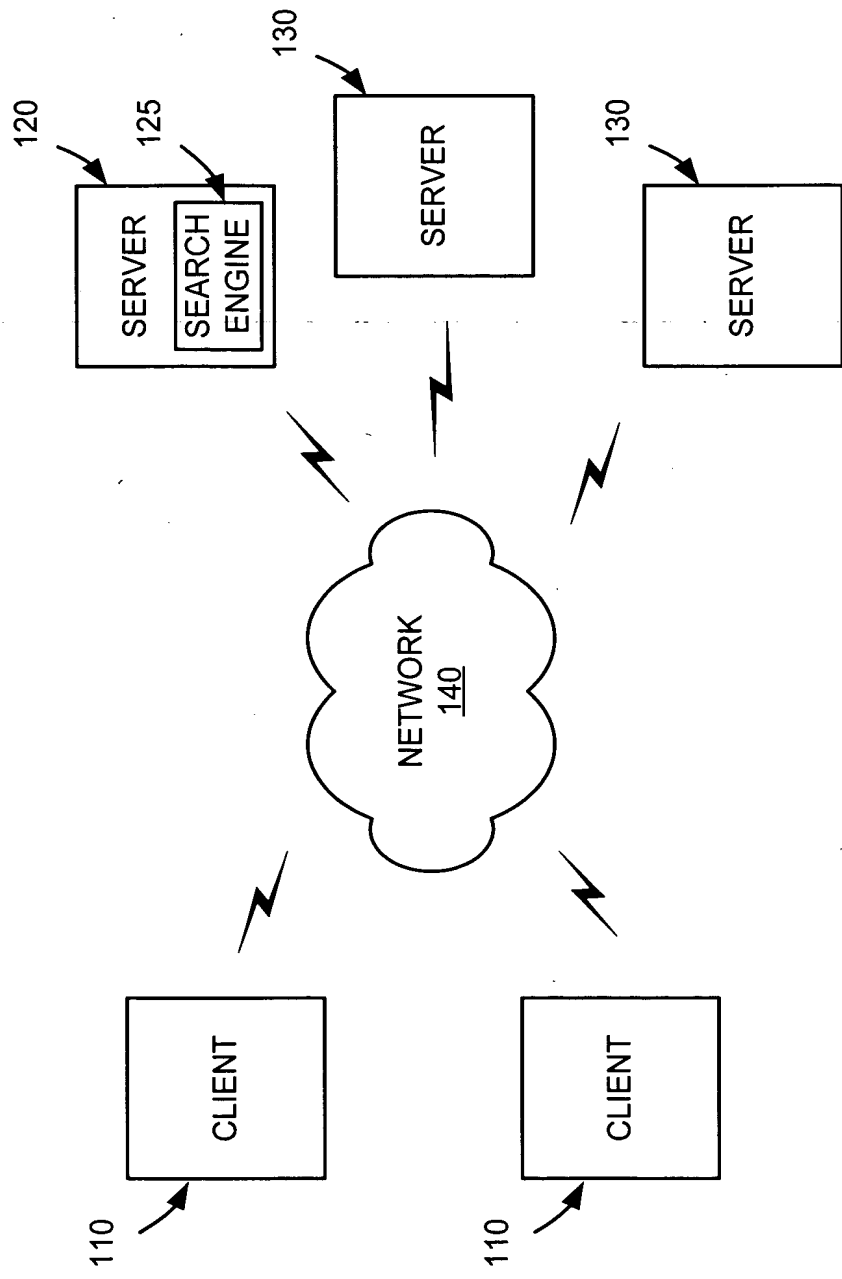 110
CLIENT
110
CLIENT
NETWORK
140
120
SERVER
125
SEARCH
ENGINE
130
SERVER
130
SERVER